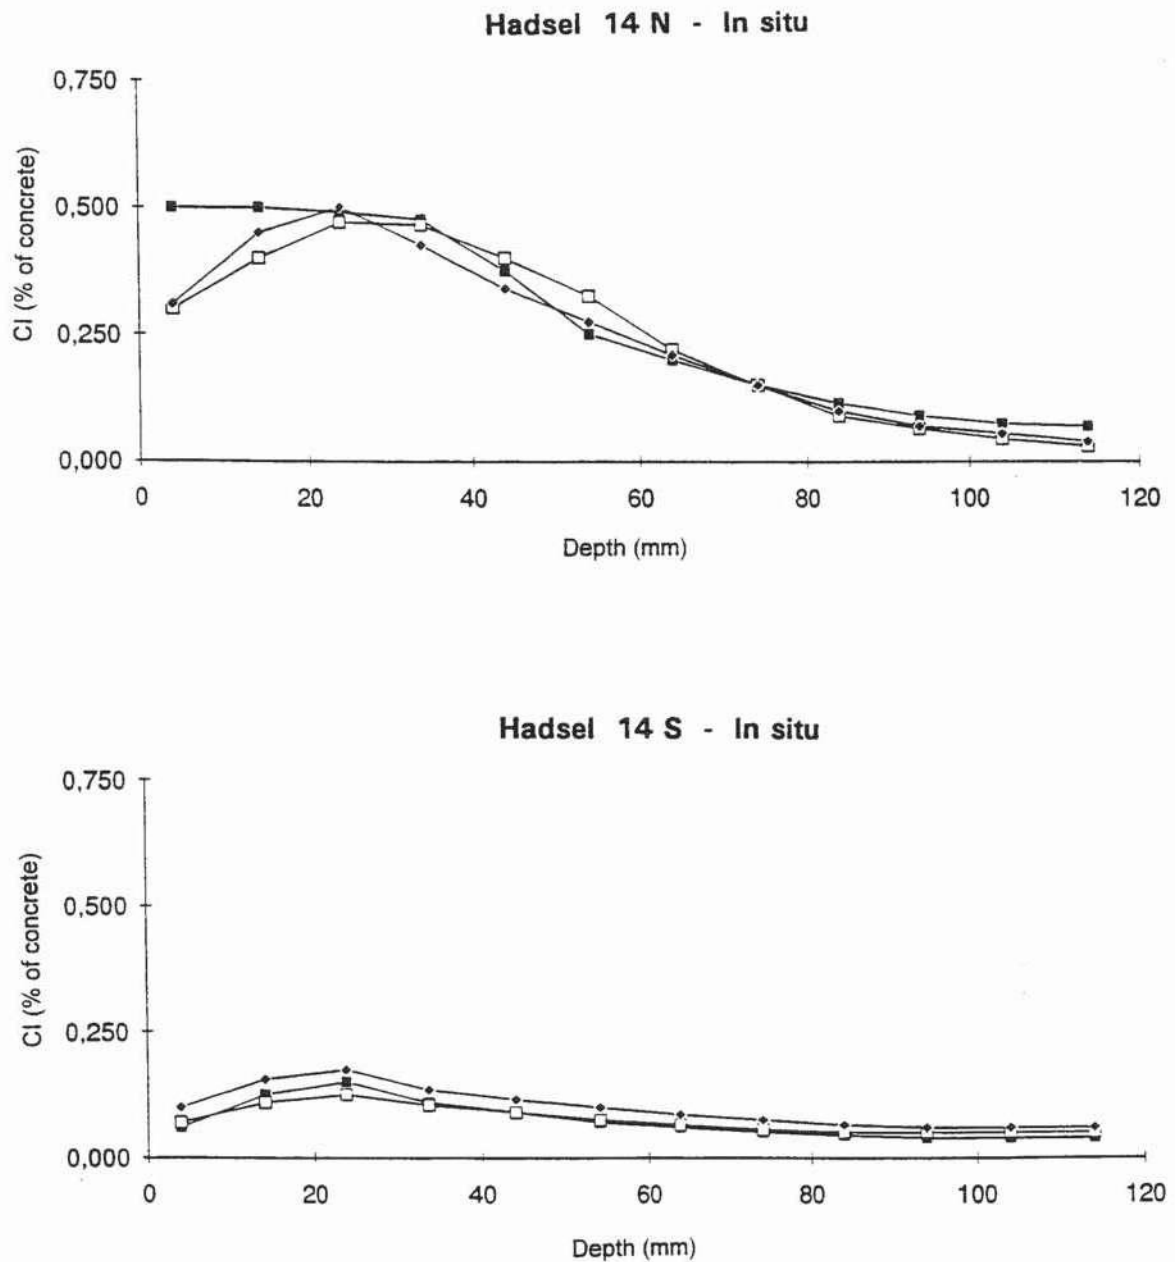 Hadsel 14 N - In situ
0,750
0,500
0,250
0,000
Cl (% of concrete)
0 20 40 60 80 100 120
Depth (mm)
Hadsel 14 S - In situ
0,750
0,500
0,250
0,000
Cl (% of concrete)
0 20 40 60 80 100 120
Depth (mm)